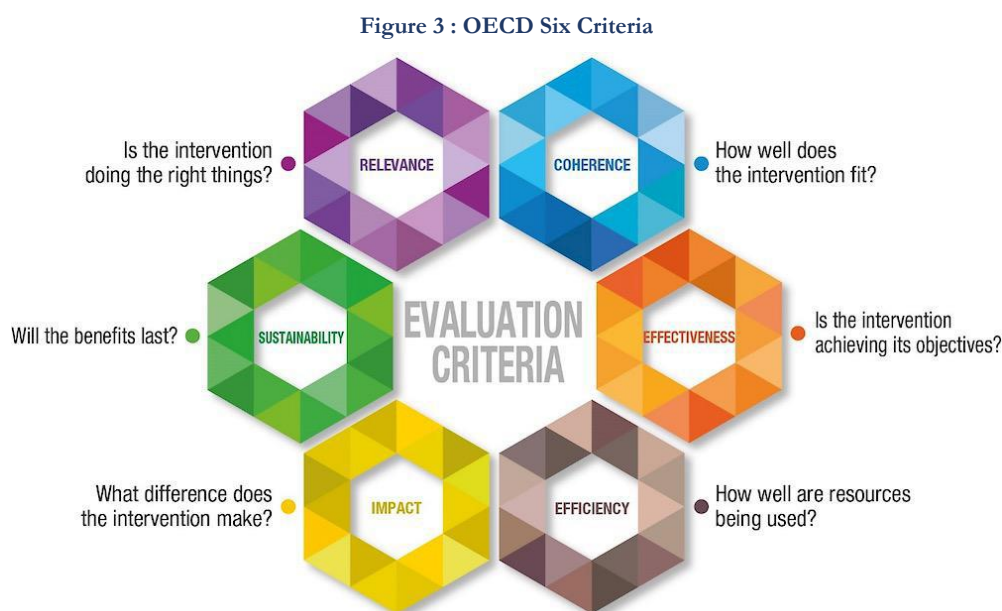 Figure 3 : OECD Six Criteria
Is the intervention
doing the right things?
RELEVANCE
COHERENCE
How well does
the intervention fit?
Will the benefits last?
SUSTAINABILITY
EVALUATION
CRITERIA
EFFECTIVENESS
Is the intervention
achieving its objectives?
What difference does
the intervention make?
IMPACT
EFFICIENCY
How well are resources
being used?